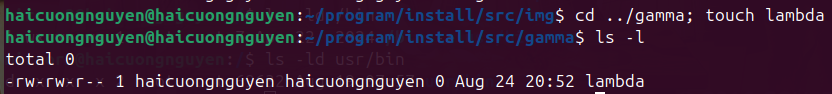 haicuongnguyen@haicuongnguyen:~/program/install/src/img$ cd ../gamma; touch lambda
haicuongnguyen@haicuongnguyen:~/program/install/src/gamma$ ls -l
total 0
-rw-rw-r-- 1 haicuongnguyen haicuongnguyen 0 Aug 24 20:52 lambda